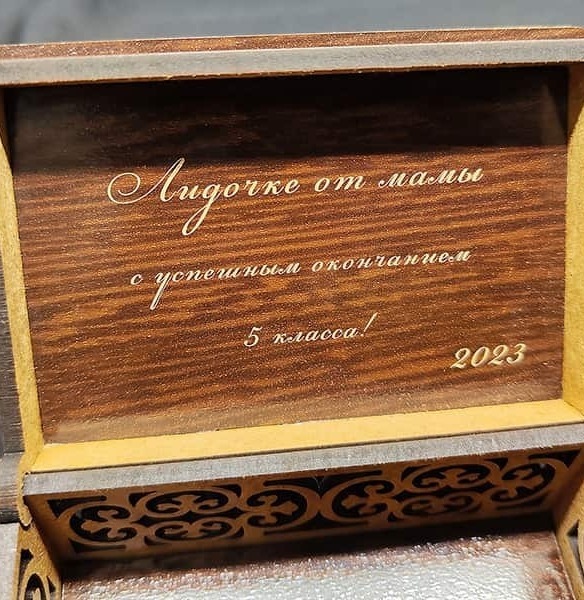 Лидочке от мамы
с успешным окончанием
5 класса!
2023